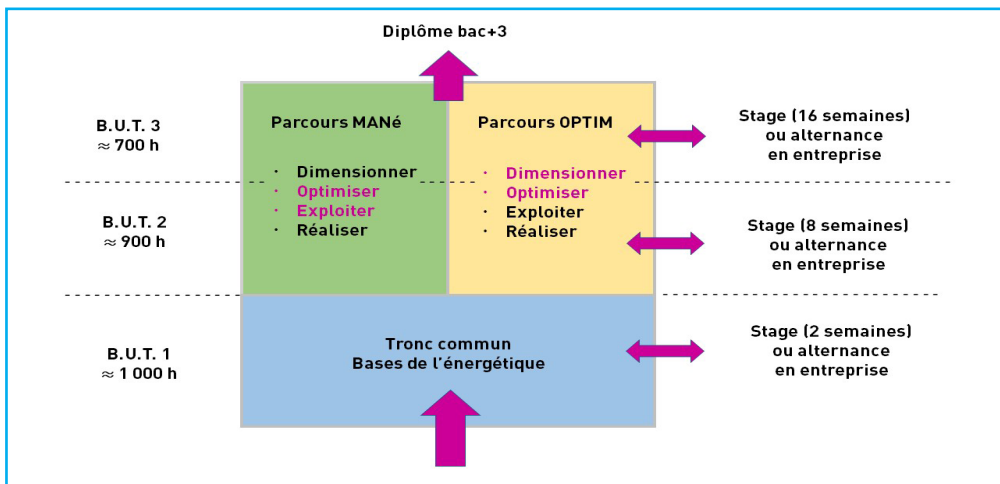 Diplôme bac+3
B.U.T. 3
≈ 700 h
Parcours MANé
Parcours OPTIM
Stage (16 semaines)
ou alternance
en entreprise
· Dimensionner
· Optimiser
· Exploiter
· Réaliser
· Dimensionner
· Optimiser
· Exploiter
· Réaliser
B.U.T. 2
≈ 900 h
Stage (8 semaines)
ou alternance
en entreprise
B.U.T. 1
≈ 1 000 h
Tronc commun
Bases de l'énergétique
Stage (2 semaines)
ou alternance
en entreprise